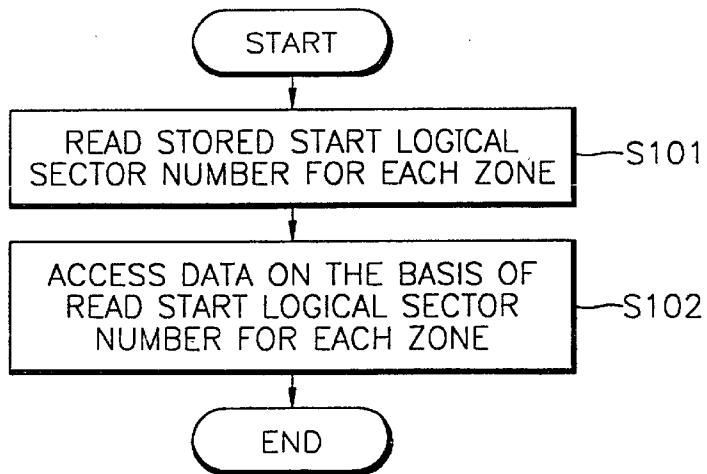 START
READ STORED START LOGICAL
SECTOR NUMBER FOR EACH ZONE
S101
ACCESS DATA ON THE BASIS OF
READ START LOGICAL SECTOR
NUMBER FOR EACH ZONE
S102
END